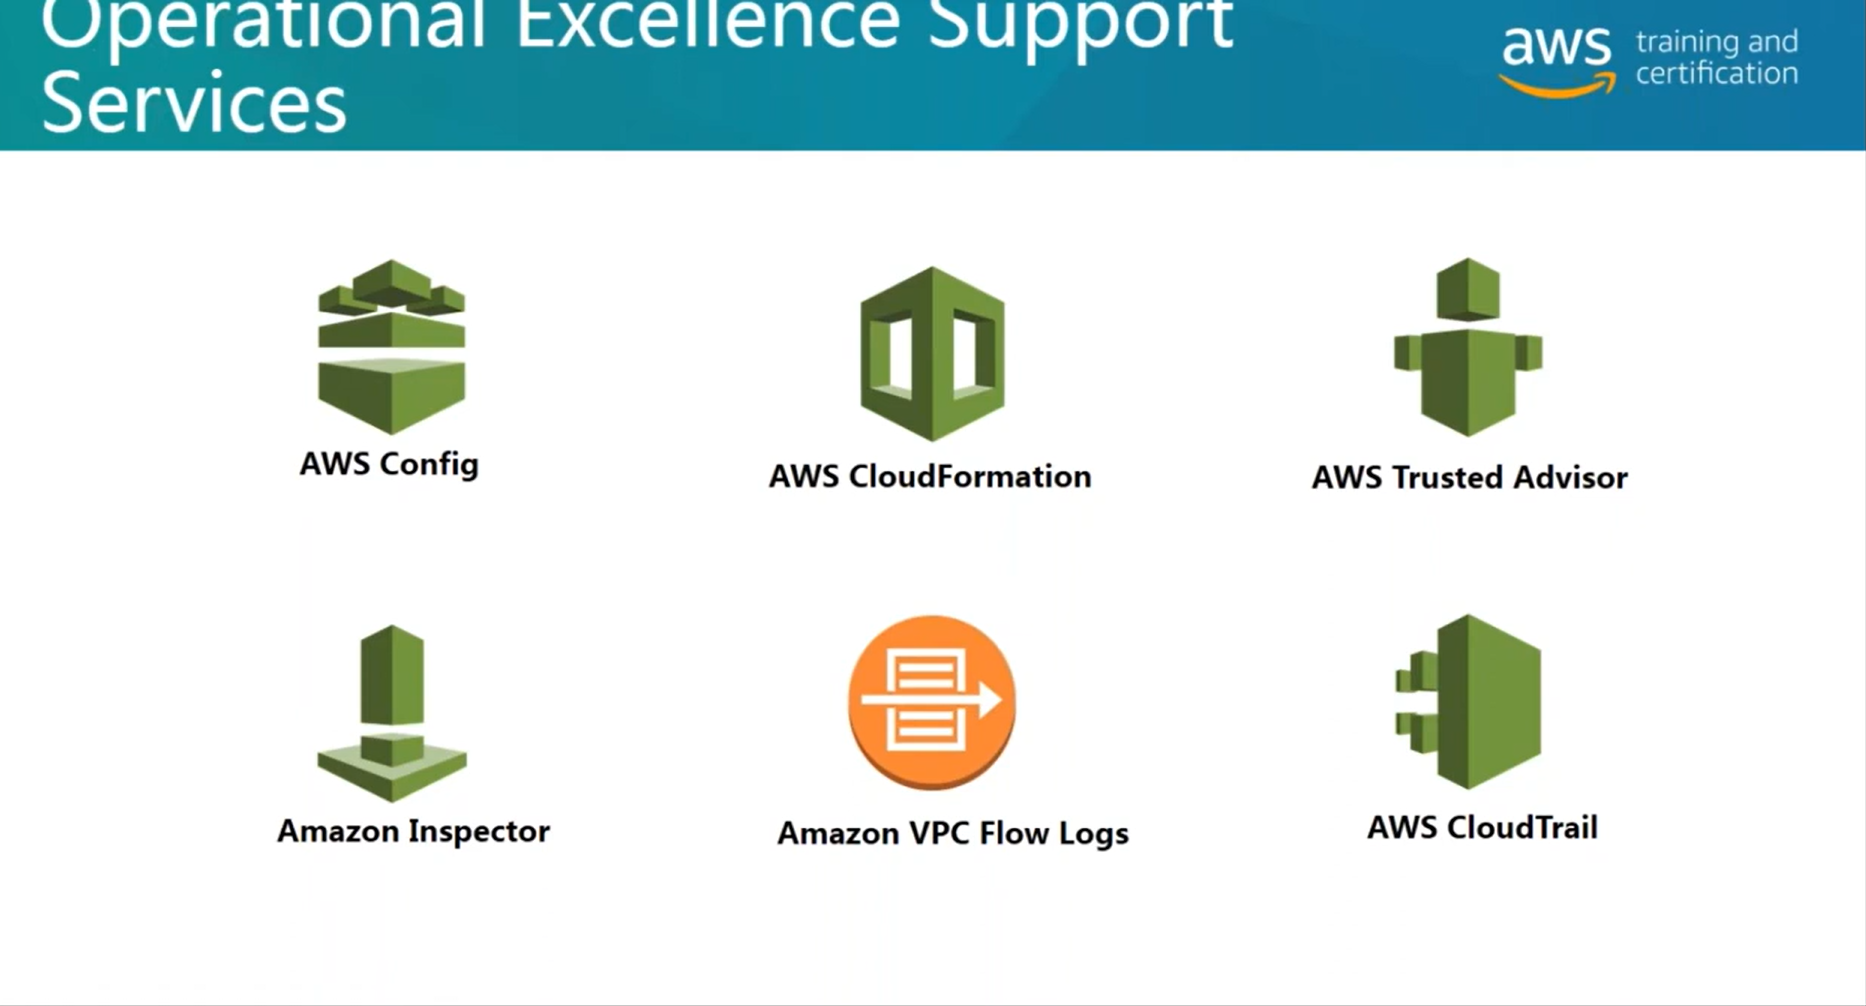 Operational Excellence Support
Services
aws training and
certification
AWS Config
AWS CloudFormation
AWS Trusted Advisor
Amazon Inspector
Amazon VPC Flow Logs
AWS CloudTrail